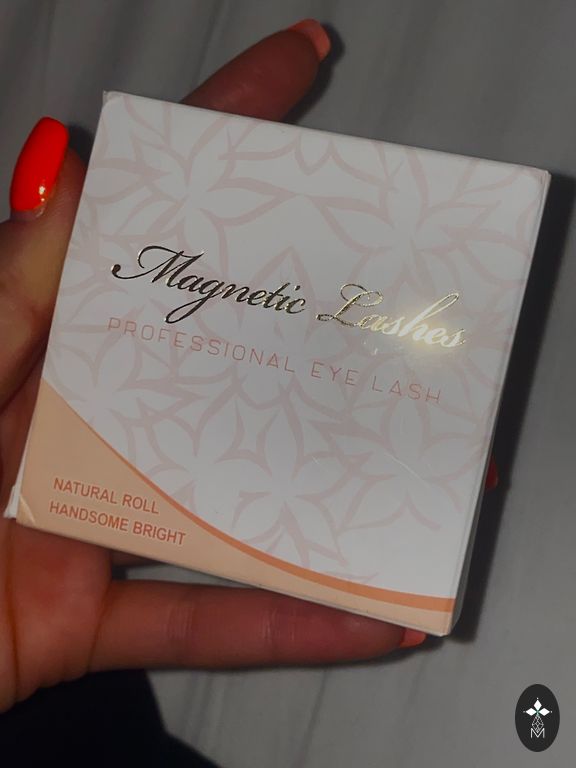 Magnetic Lashes
PROFESSIONAL EYE LASH
NATURAL ROLL
HANDSOME BRIGHT
M